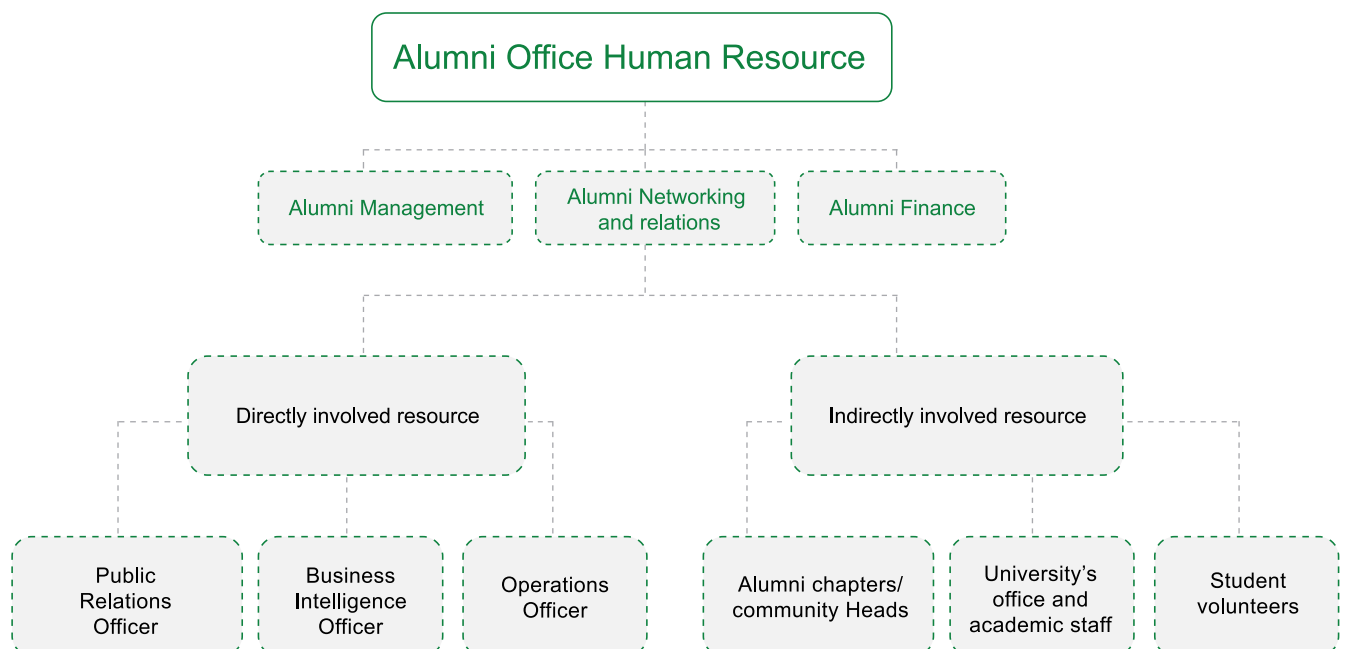 Alumni Office Human Resource
Alumni Management
Alumni Networking
and relations
Alumni Finance
Directly involved resource
Indirectly involved resource
Public
Relations
Officer
Business
Intelligence
Officer
Operations
Officer
Alumni chapters/
community Heads
University’s
office and
academic staff
Student
volunteers